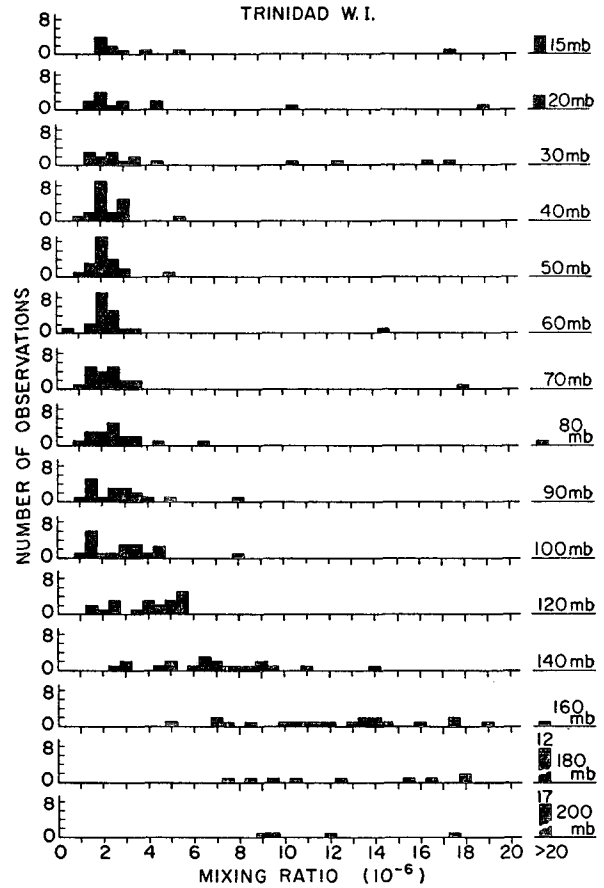 TRINIDAD W. I.
8
0
15mb
8
0
20mb
8
0
30mb
8
0
40mb
8
0
50mb
8
0
60mb
8
0
70mb
8
0
80
mb
8
0
90mb
8
0
100mb
8
0
120mb
8
0
140mb
8
0
160
mb
8
0
12
180
mb
8
0
17
200
mb
NUMBER OF OBSERVATIONS
0 2 4 6 8 10 12 14 16 18 20 >20
MIXING RATIO (10-6)